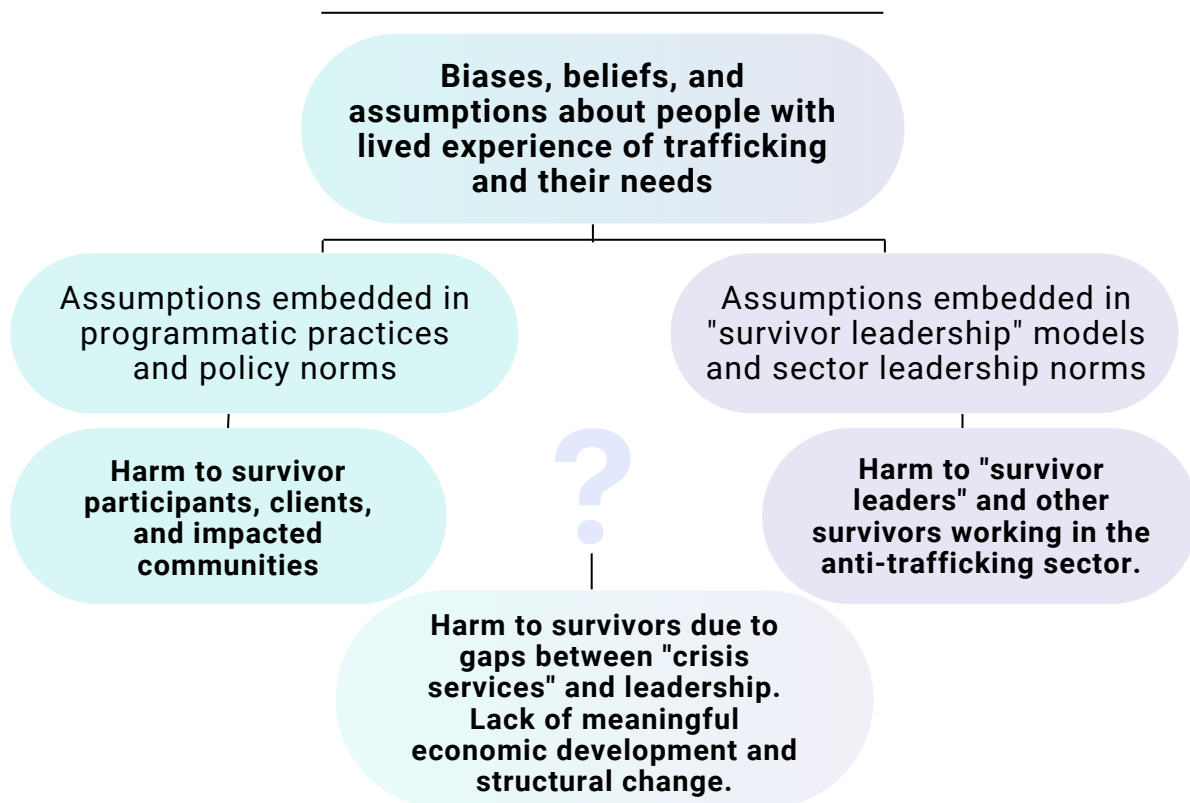 Biases, beliefs, and
assumptions about people with
lived experience of trafficking
and their needs
Assumptions embedded in
programmatic practices
and policy norms
Assumptions embedded in
"survivor leadership" models
and sector leadership norms
Harm to survivor
participants, clients,
and impacted
communities
?
Harm to "survivor
leaders" and other
survivors working in the
anti-trafficking sector.
Harm to survivors due to
gaps between "crisis
services" and leadership.
Lack of meaningful
economic development and
structural change.